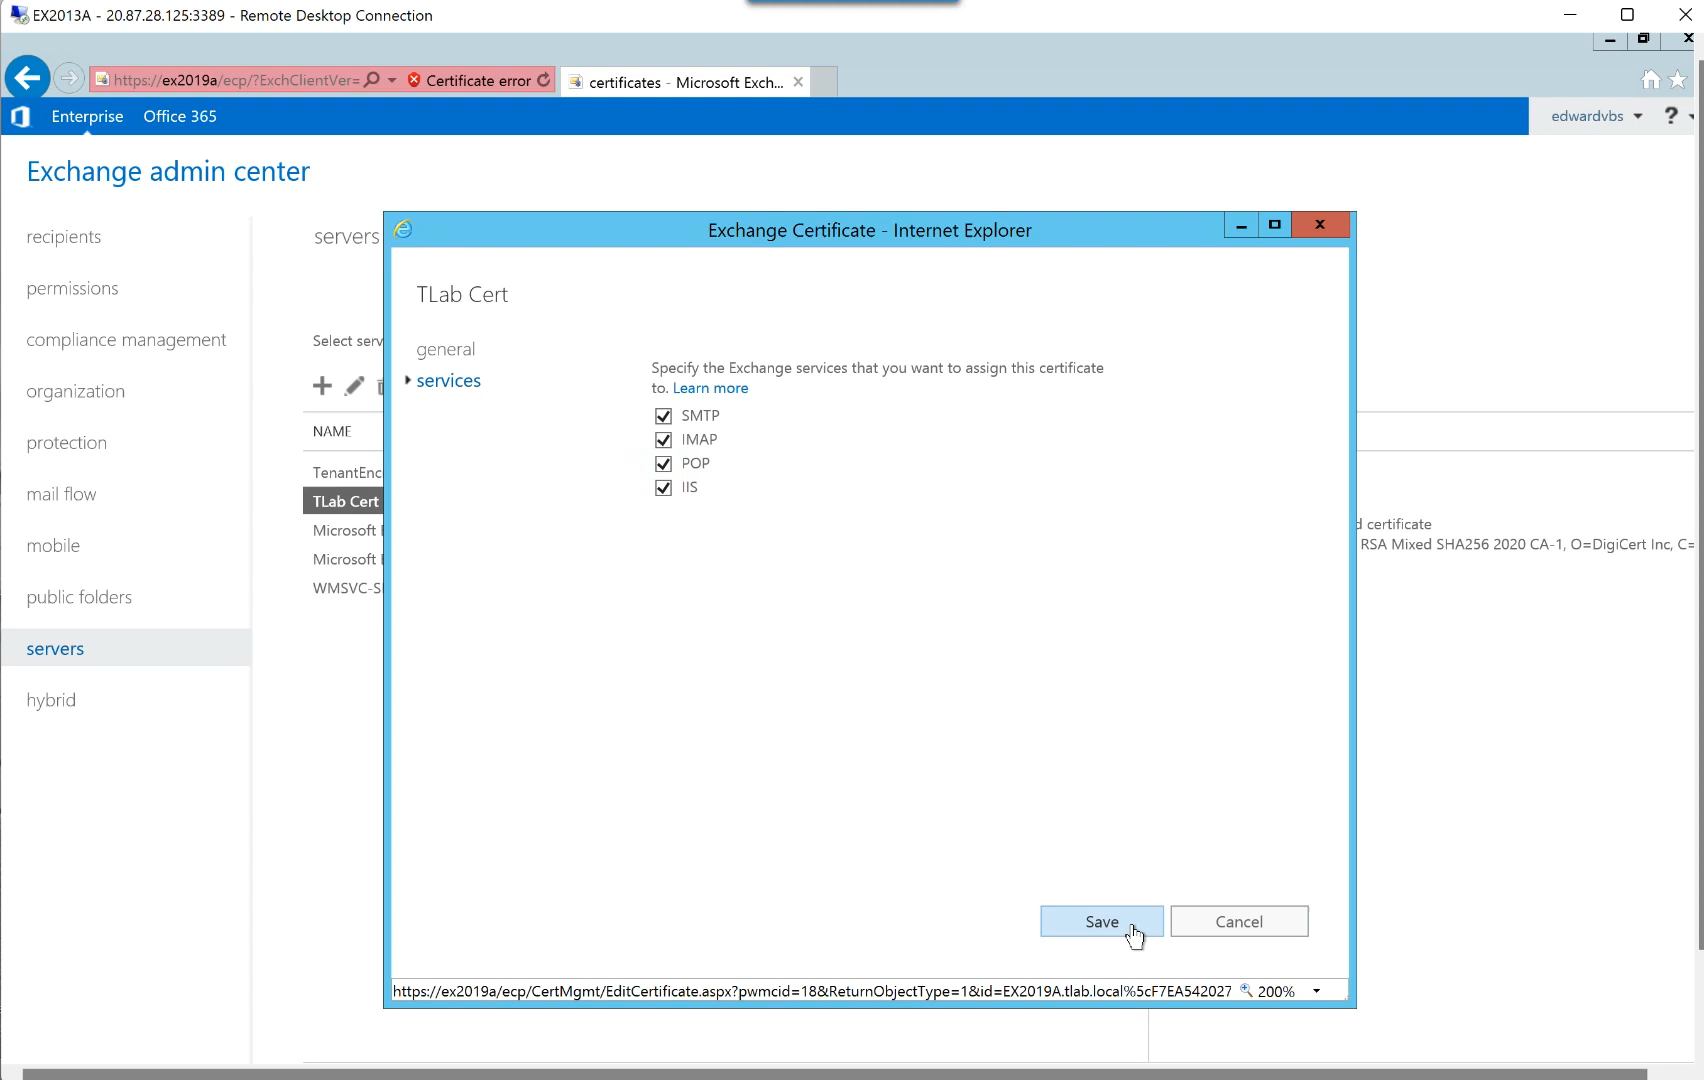 EX2013A - 20.87.28.125:3389 - Remote Desktop Connection
https://ex2019a/ecp/?ExchClientVer=
Certificate error
certificates - Microsoft Exch...
Enterprise
Office 365
edwardvbs
?
Exchange admin center
recipients
permissions
compliance management
organization
protection
mail flow
mobile
public folders
servers
hybrid
servers
Select serv
NAME
TenantEnc
TLab Cert
Microsoft
Microsoft
WMSVC-S
d certificate
RSA Mixed SHA256 2020 CA-1, O=DigiCert Inc, C=
Exchange Certificate - Internet Explorer
TLab Cert
general
services
Specify the Exchange services that you want to assign this certificate
to. Learn more
SMTP
IMAP
POP
IIS
Save
Cancel
https://ex2019a/ecp/CertMgmt/EditCertificate.aspx?pwmcid=18&ReturnObjectType=1&id=EX2019A.tlab.local%5cF7EA542027
200%